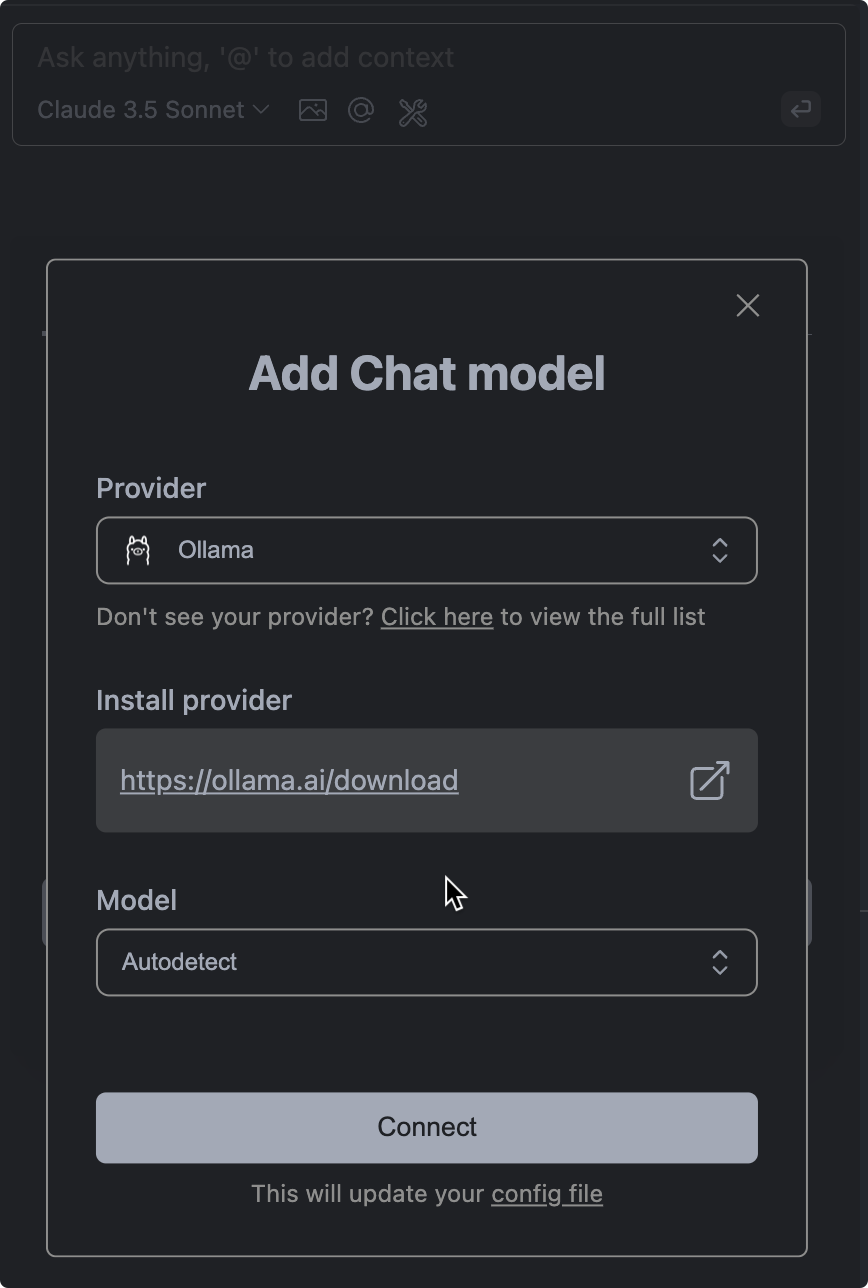 Ask anything, '@' to add context
Claude 3.5 Sonnet
Add Chat model
Provider
Ollama
Don't see your provider? Click here to view the full list
Install provider
https://ollama.ai/download
Model
Autodetect
Connect
This will update your config file